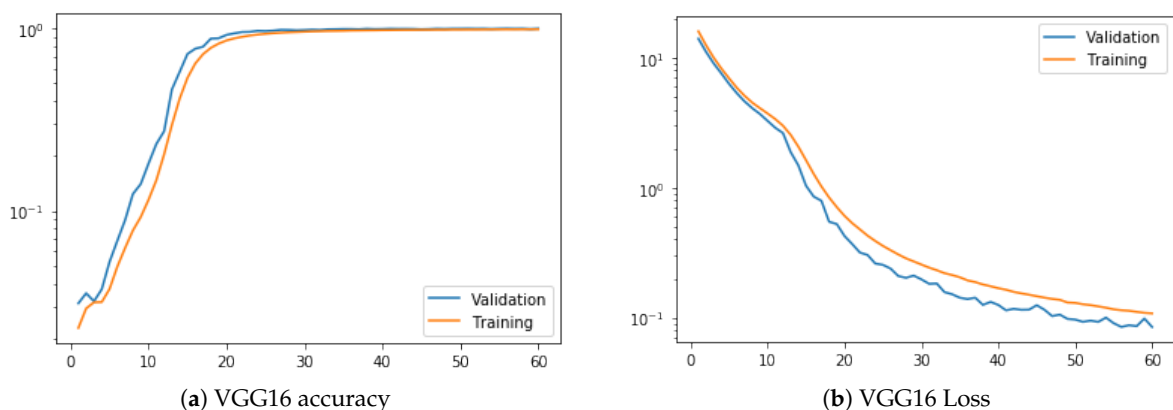 10⁰
10⁻¹
0 10 20 30 40 50 60
Validation
Training
(a) VGG16 accuracy
10¹
10⁰
10⁻¹
0 10 20 30 40 50 60
Validation
Training
(b) VGG16 Loss